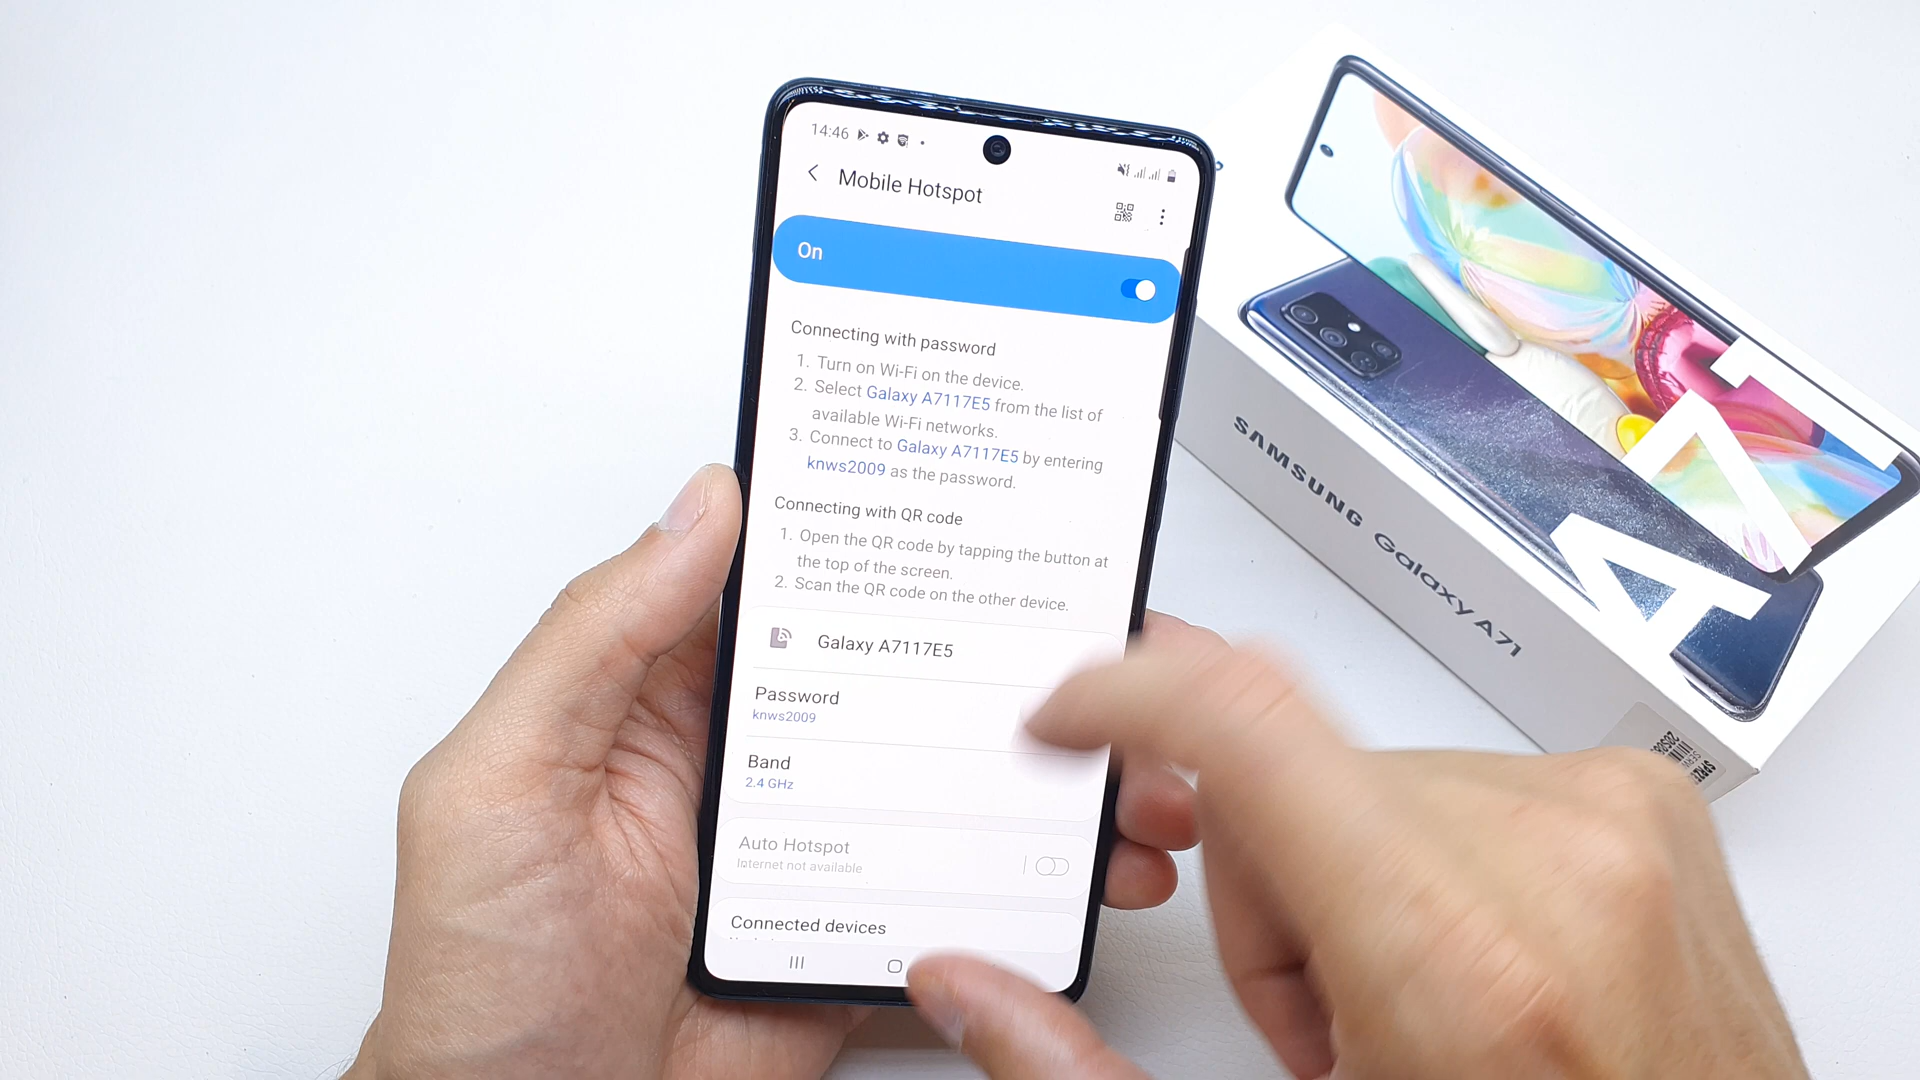 14:46
Mobile Hotspot
On
Connecting with password
1. Turn on Wi-Fi on the device.
2. Select Galaxy A7117E5 from the list of
available Wi-Fi networks.
3. Connect to Galaxy A7117E5 by entering
knws2009 as the password.
Connecting with QR code
1. Open the QR code by tapping the button at
the top of the screen.
2. Scan the QR code on the other device.
Galaxy A7117E5
Password
knws2009
Band
2.4 GHz
Auto Hotspot
Internet not available
Connected devices
SAMSUNG Galaxy A71
A71